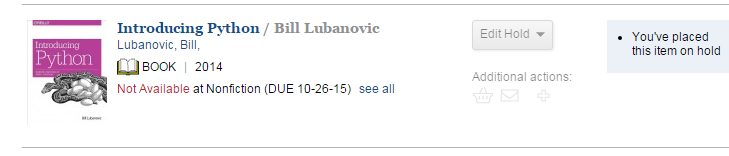 O'REILLY
Introducing
Python
Bill Lubanovic
Introducing Python / Bill Lubanovic
Lubanovic, Bill,
BOOK | 2014
Not Available at Nonfiction (DUE 10-26-15) see all
Edit Hold
Additional actions:
You've placed
this item on hold